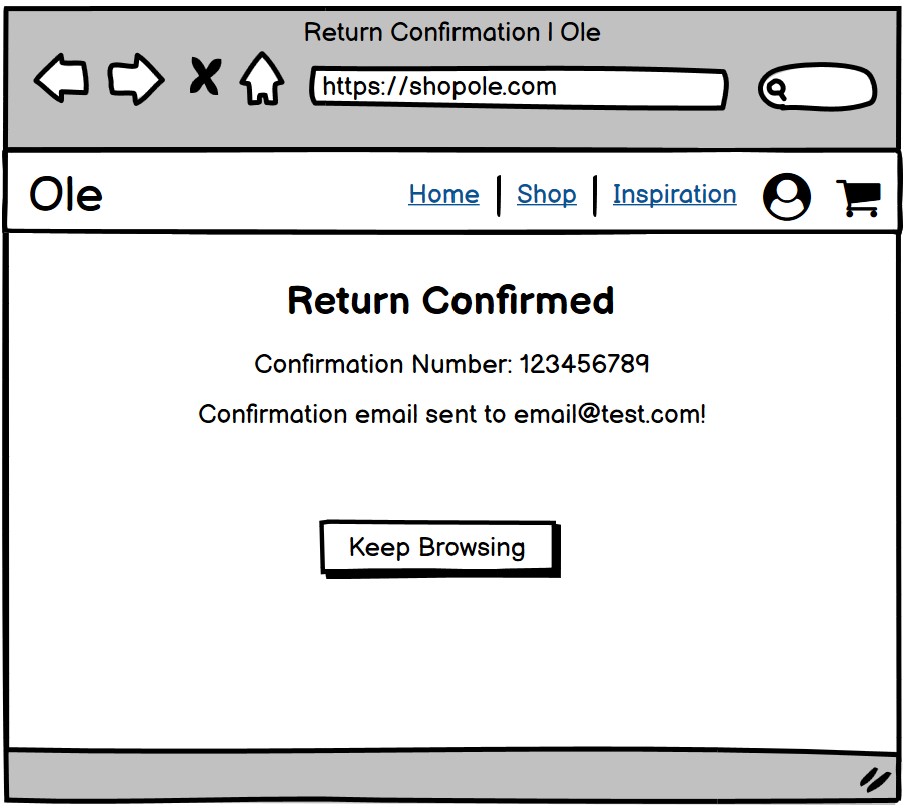 Return Confirmation | Ole
https://shopole.com
Ole
Home | Shop | Inspiration
Return Confirmed
Confirmation Number: 123456789
Confirmation email sent to email@test.com!
Keep Browsing